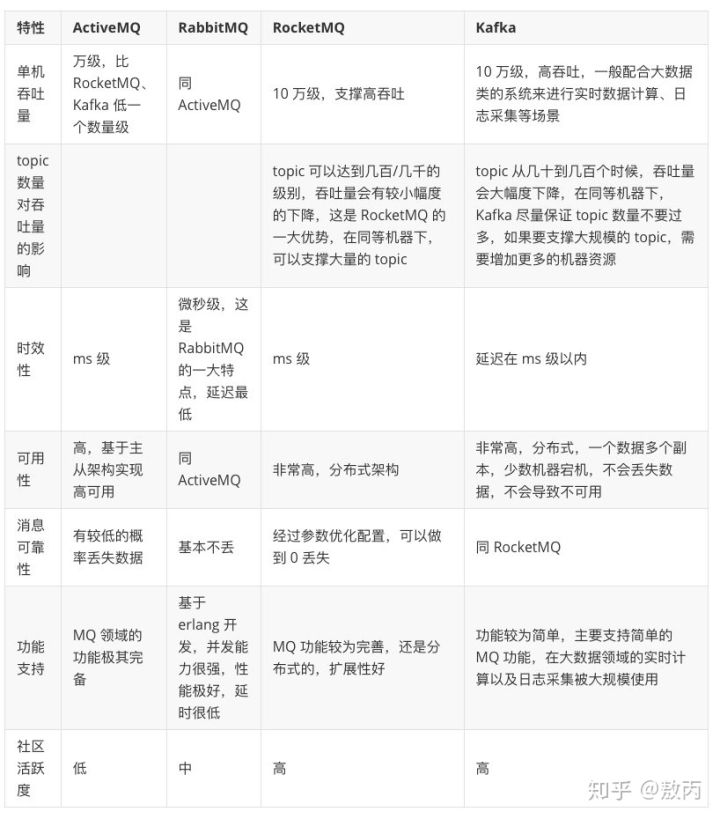 特性
ActiveMQ
RabbitMQ
RocketMQ
Kafka
单机
吞吐
量
万级，比
RocketMQ、
Kafka 低一
个数量级
同
ActiveMQ
10 万级，支撑高吞吐
10 万级，高吞吐，一般配合大数据
类的系统来进行实时数据计算、日
志采集等场景
topic
数量
对吞
吐量
的影
响
topic 可以达到几百/几千的
级别，吞吐量会有较小幅度
的下降，这是 RocketMQ 的
一大优势，在同等机器下，
可以支撑大量的 topic
topic 从几十到几百个时候，吞吐量
会大幅度下降，在同等机器下，
Kafka 尽量保证 topic 数量不要过
多，如果要支撑大规模的 topic，需
要增加更多的机器资源
时效
性
ms 级
微秒级，这
是
RabbitMQ
的一大特
点，延迟最
低
ms 级
延迟在 ms 级以内
可用
性
高，基于主
从架构实现
高可用
同
ActiveMQ
非常高，分布式架构
非常高，分布式，一个数据多个副
本，少数机器宕机，不会丢失数
据，不会导致不可用
消息
可靠
性
有较低的概
率丢失数据
基本不丢
经过参数优化配置，可以做
到 0 丢失
同 RocketMQ
功能
支持
MQ 领域的
功能极其完
备
基于
erlang 开
发，并发能
力很强，性
能极好，延
时很低
MQ 功能较为完善，还是分
布式的，扩展性好
功能较为简单，主要支持简单的
MQ 功能，在大数据领域的实时计
算以及日志采集被大规模使用
社区
活跃
度
低
中
高
高
知乎 @敖丙